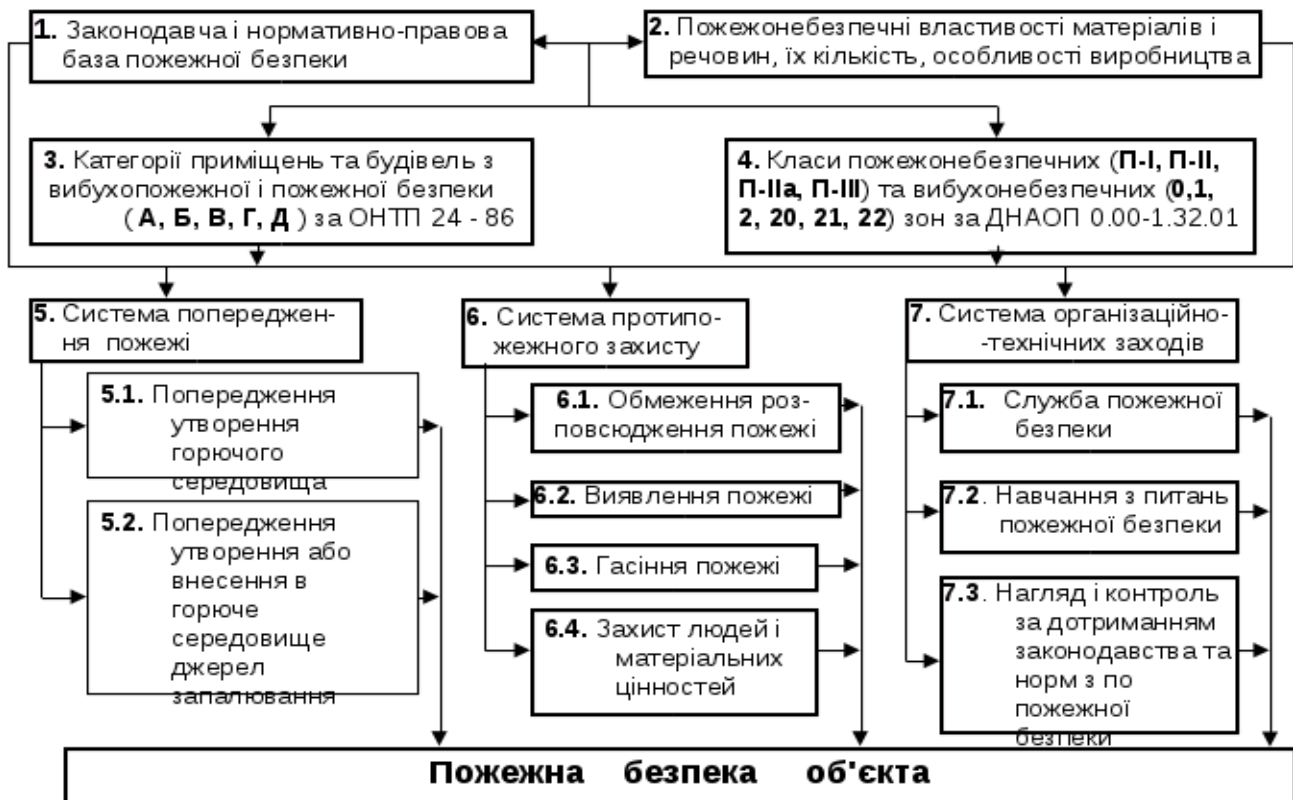 1. Законодавча і нормативно-правова
база пожежної безпеки
2. Пожежонебезпечні властивості матеріалів і
речовин, їх кількість, особливості виробництва
3. Категорії приміщень та будівель з
вибухопожежної і пожежної безпеки
( А, Б, В, Г, Д ) за ОНТП 24 - 86
4. Класи пожежонебезпечних (П-І, П-ІІ,
П-ІІа, П-ІІІ) та вибухонебезпечних (0,1,
2, 20, 21, 22) зон за ДНАОП 0.00-1.32.01
5. Система попереджен-
ня пожежі
5.1. Попередження
утворення
горючого
середовища
5.2. Попередження
утворення або
внесення в
горюче
середовище
джерел
запалювання
6. Система протипо-
жежного захисту
6.1. Обмеження роз-
повсюдження пожежі
6.2. Виявлення пожежі
6.3. Гасіння пожежі
6.4. Захист людей і
матеріальних
цінностей
7. Система організаційно-
-технічних заходів
7.1. Служба пожежної
безпеки
7.2. Навчання з питань
пожежної безпеки
7.3. Нагляд і контроль
за дотриманням
законодавства та
норм з по
пожежної
безпеки
Пожежна безпека об'єкта